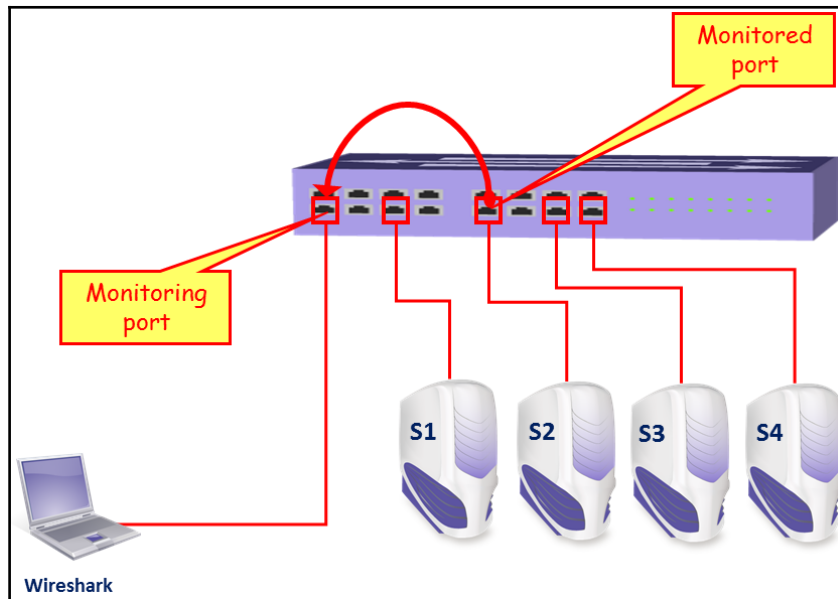 Monitored
port
Monitoring
port
S1
S2
S3
S4
Wireshark